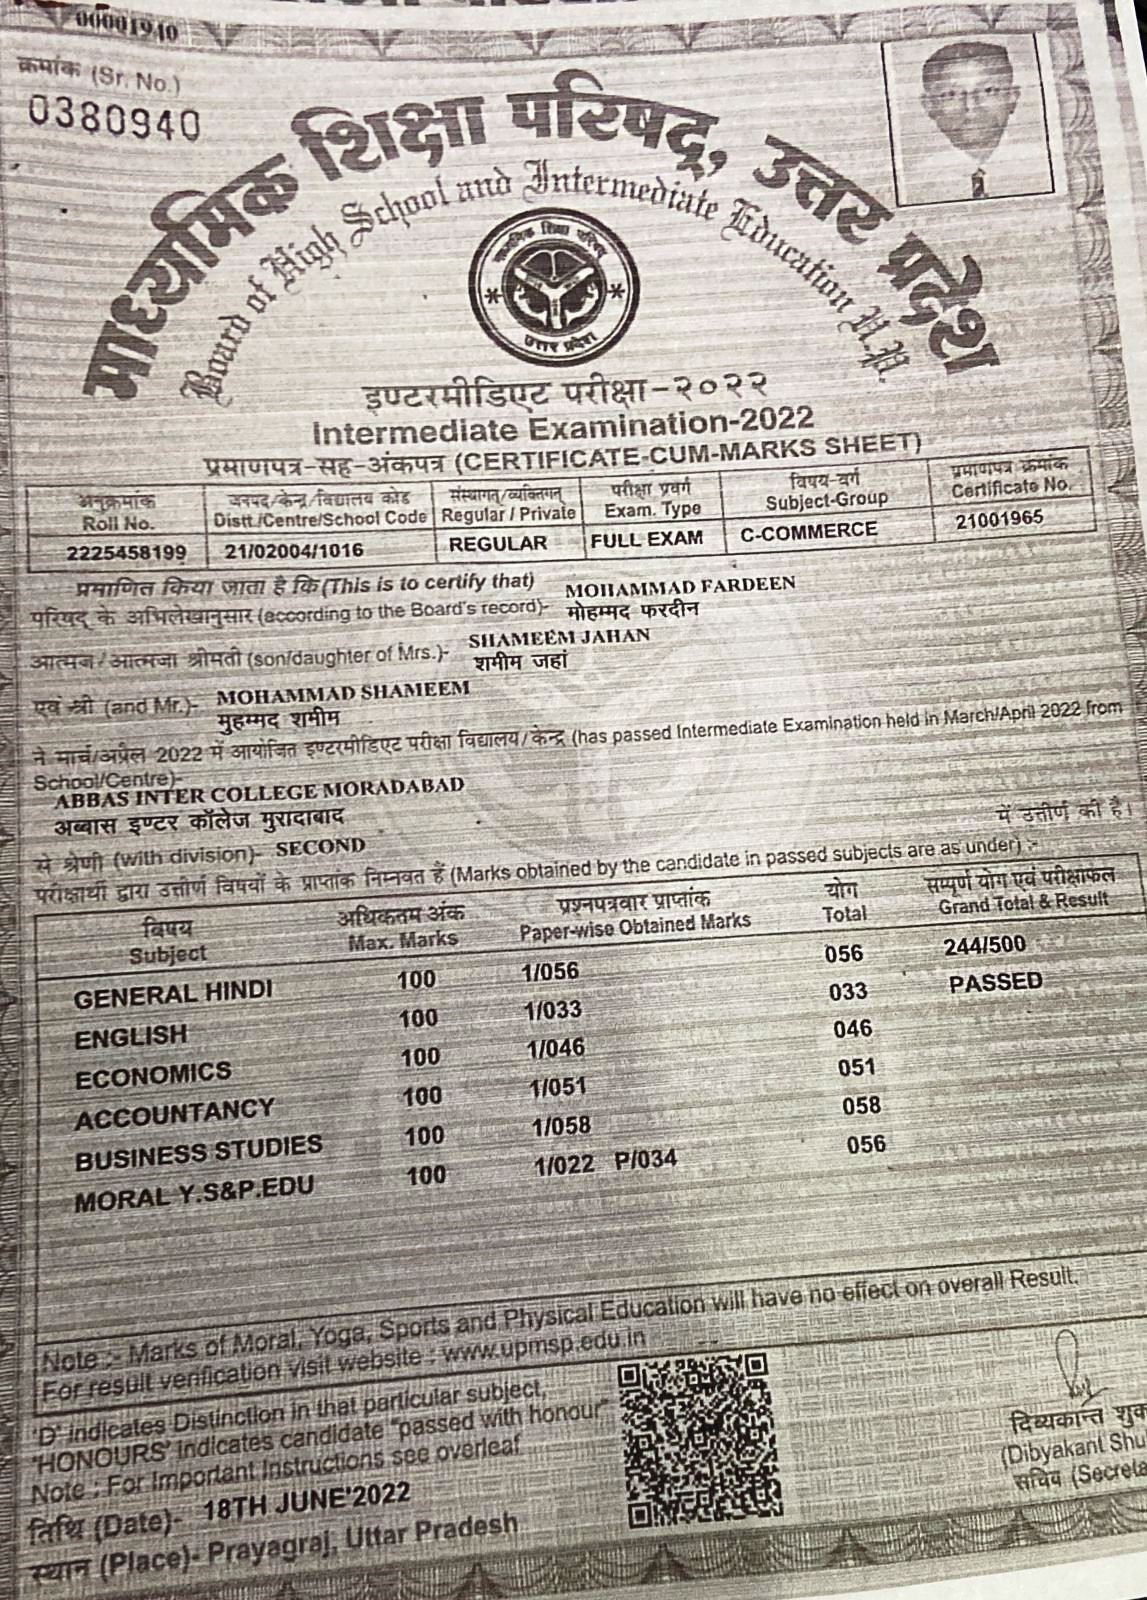 00001940
क्रमांक (Sr. No.)
0380940
माध्यमिक शिक्षा परिषद्, उत्तर प्रदेश
Board of High School and Intermediate Education U.P.
माध्यमिक शिक्षा परिषद्
उत्तर प्रदेश
इण्टरमीडिएट परीक्षा-२०२२
Intermediate Examination-2022
प्रमाणपत्र-सह-अंकपत्र (CERTIFICATE-CUM-MARKS SHEET)
अनुक्रमांक जनपद/केन्द्र/विद्यालय कोड संस्थागत/व्यक्तिगत परीक्षा प्रवर्ग विषय-वर्ग प्रमाणपत्र क्रमांक
Roll No. Distt./Centre/School Code Regular / Private Exam. Type Subject-Group Certificate No.
2225458199 21/02004/1016 REGULAR FULL EXAM C-COMMERCE 21001965
प्रमाणित किया जाता है कि (This is to certify that) MOHAMMAD FARDEEN
परिषद् के अभिलेखानुसार (according to the Board's record)- मोहम्मद फरदीन
SHAMEEM JAHAN
आत्मज/आत्मजा श्रीमती (son/daughter of Mrs.)- शमीम जहां
एवं श्री (and Mr.)- MOHAMMAD SHAMEEM
मुहम्मद शमीम
ने मार्च/अप्रैल 2022 में आयोजित इण्टरमीडिएट परीक्षा विद्यालय/केन्द्र (has passed Intermediate Examination held in March/April 2022 from
School/Centre)-
ABBAS INTER COLLEGE MORADABAD
अब्बास इण्टर कॉलेज मुरादाबाद
से श्रेणी (with division)- SECOND में उत्तीर्ण की है।
परीक्षार्थी द्वारा उत्तीर्ण विषयों के प्राप्तांक निम्नवत हैं (Marks obtained by the candidate in passed subjects are as under) :-
विषय अधिकतम अंक प्रश्नपत्रवार प्राप्तांक योग सम्पूर्ण योग एवं परीक्षाफल
Subject Max. Marks Paper-wise Obtained Marks Total Grand Total & Result
GENERAL HINDI 100 1/056 056 244/500
ENGLISH 100 1/033 033 PASSED
ECONOMICS 100 1/046 046
ACCOUNTANCY 100 1/051 051
BUSINESS STUDIES 100 1/058 058
MORAL Y.S&P.EDU 100 1/022 P/034 056
Note :- Marks of Moral, Yoga, Sports and Physical Education will have no effect on overall Result.
For result verification visit website : www.upmsp.edu.in
'D' indicates Distinction in that particular subject,
'HONOURS' indicates candidate "passed with honour"
Note : For Important Instructions see overleaf
तिथि (Date)- 18TH JUNE'2022
स्थान (Place)- Prayagraj, Uttar Pradesh
दिव्यकान्त शुक
(Dibyakant Shu
सचिव (Secreta